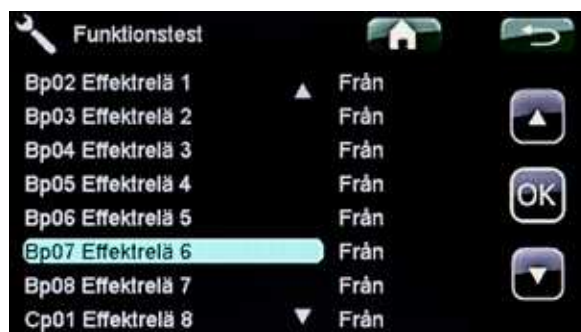 Funktionstest
Bp02 Effektrelä 1 Från
Bp03 Effektrelä 2 Från
Bp04 Effektrelä 3 Från
Bp05 Effektrelä 4 Från
Bp06 Effektrelä 5 Från
Bp07 Effektrelä 6 Från
Bp08 Effektrelä 7 Från
Cp01 Effektrelä 8 Från
OK